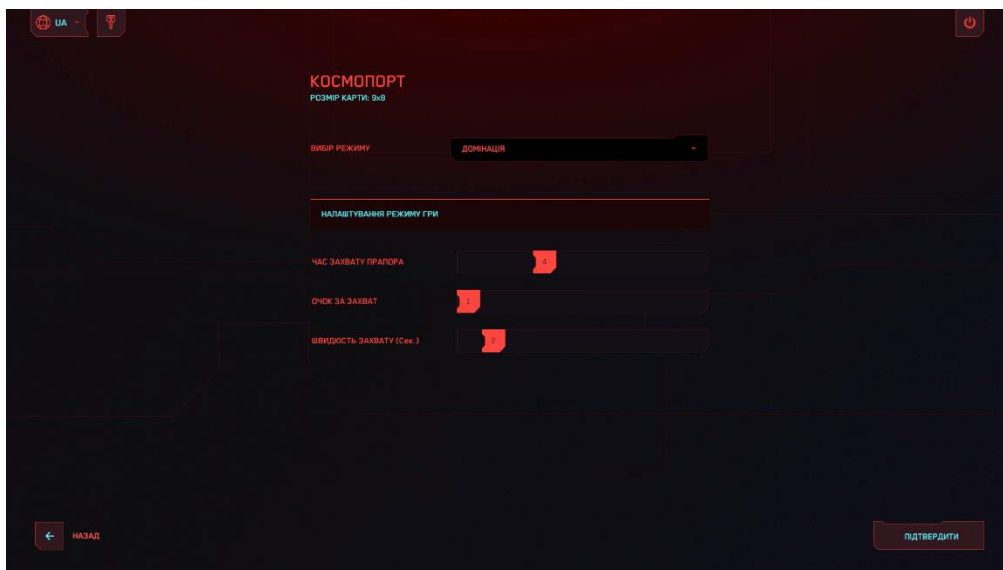 UA
КОСМОПОРТ
РОЗМІР КАРТИ: 9x8
ВИБІР РЕЖИМУ
ДОМІНАЦІЯ
НАЛАШТУВАННЯ РЕЖИМУ ГРИ
ЧАС ЗАХВАТУ ПРАПОРА 4
ОЧОК ЗА ЗАХВАТ 1
ШВИДКІСТЬ ЗАХВАТУ (Сек.) 2
НАЗАД
ПІДТВЕРДИТИ